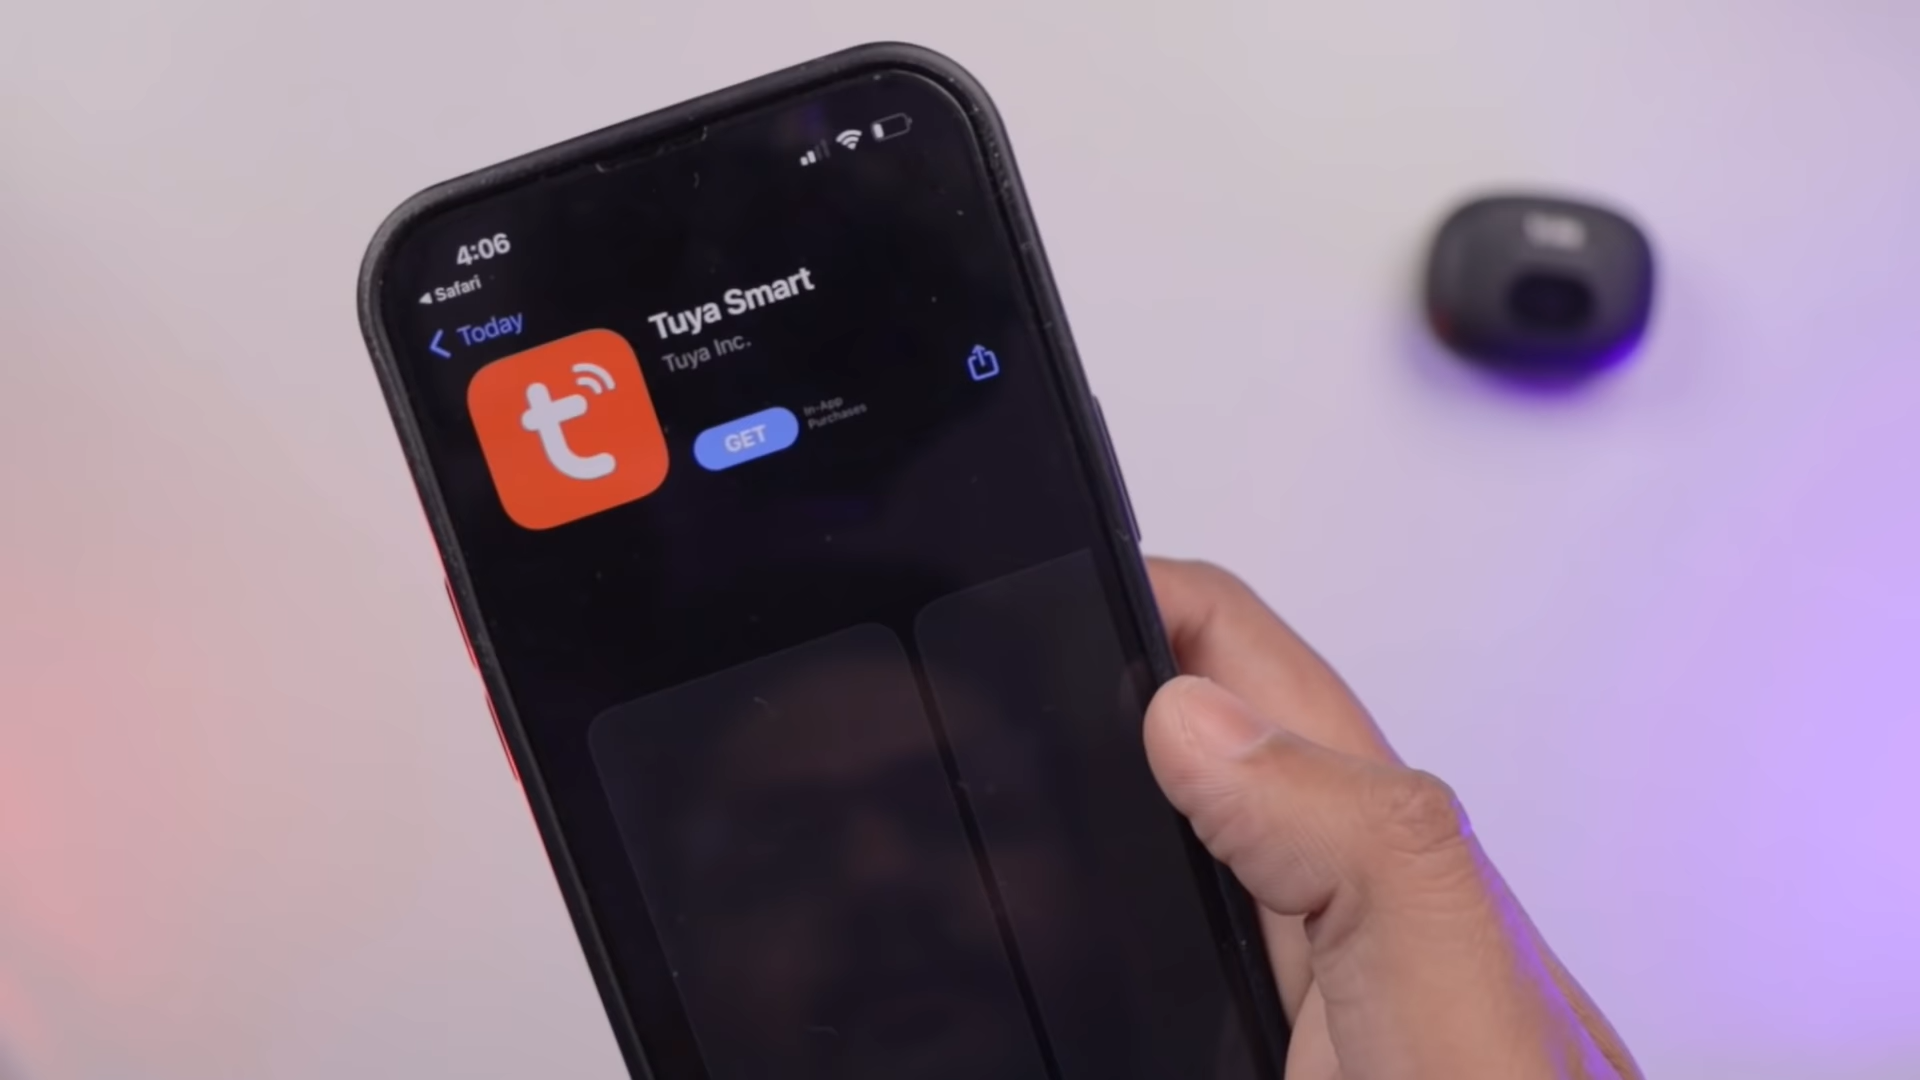 4:06
Safari
Today
Tuya Smart
Tuya Inc.
GET
In-App
Purchases